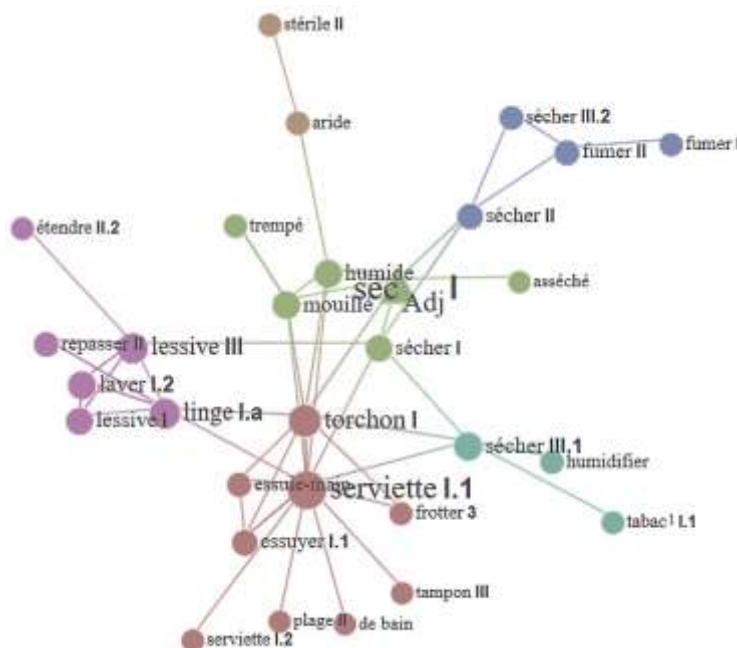 stérile II
aride
sécher III.2
fumer II
fumer
étendre II.2
trempé
sécher II
humide
asséché
sec Adj I
mouillé
repasser II
lessive III
sécher I
laver I.2
lessive I
linge I.a
torchon I
sécher III.1
humidifier
essuie-main
serviette I.1
frotter 3
tabac¹ I.1
essuyer I.1
tampon III
plage II
de bain
serviette I.2